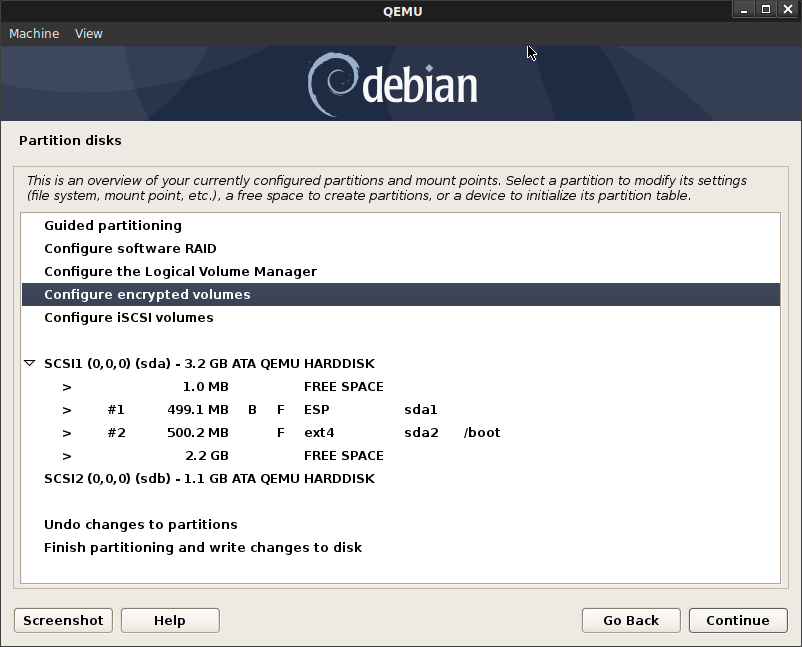 QEMU
Machine View
debian
Partition disks
This is an overview of your currently configured partitions and mount points. Select a partition to modify its settings
(file system, mount point, etc.), a free space to create partitions, or a device to initialize its partition table.
Guided partitioning
Configure software RAID
Configure the Logical Volume Manager
Configure encrypted volumes
Configure iSCSI volumes
SCSI1 (0,0,0) (sda) - 3.2 GB ATA QEMU HARDDISK
> 1.0 MB FREE SPACE
> #1 499.1 MB B F ESP sda1
> #2 500.2 MB F ext4 sda2 /boot
> 2.2 GB FREE SPACE
SCSI2 (0,0,0) (sdb) - 1.1 GB ATA QEMU HARDDISK
Undo changes to partitions
Finish partitioning and write changes to disk
Screenshot Help Go Back Continue